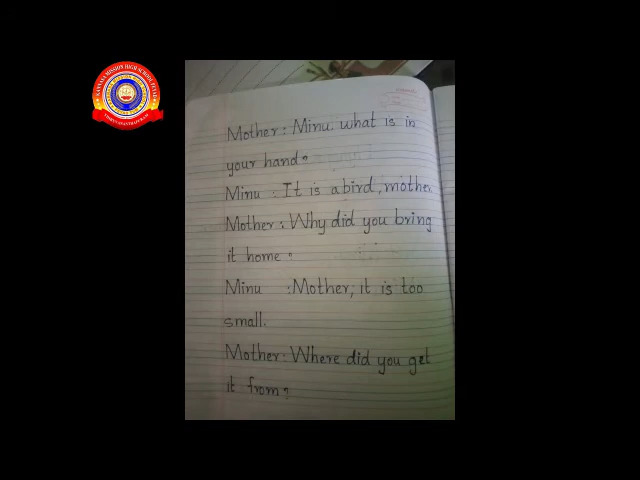 Mother: Minu. what is in
your hand?
Minu : It is a bird, mother.
Mother: Why did you bring
it home?
Minu :Mother, it is too
small.
Mother: Where did you get
it from?